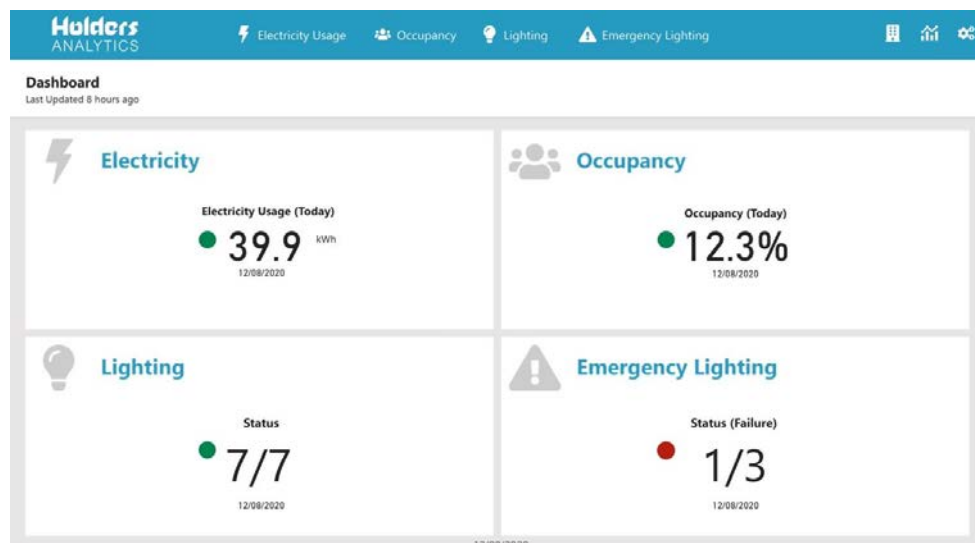 Holders
ANALYTICS
Electricity Usage
Occupancy
Lighting
Emergency Lighting
Dashboard
Last Updated 8 hours ago
Electricity
Electricity Usage (Today)
39.9 kWh
12/08/2020
Occupancy
Occupancy (Today)
12.3%
12/08/2020
Lighting
Status
7/7
12/08/2020
Emergency Lighting
Status (Failure)
1/3
12/08/2020